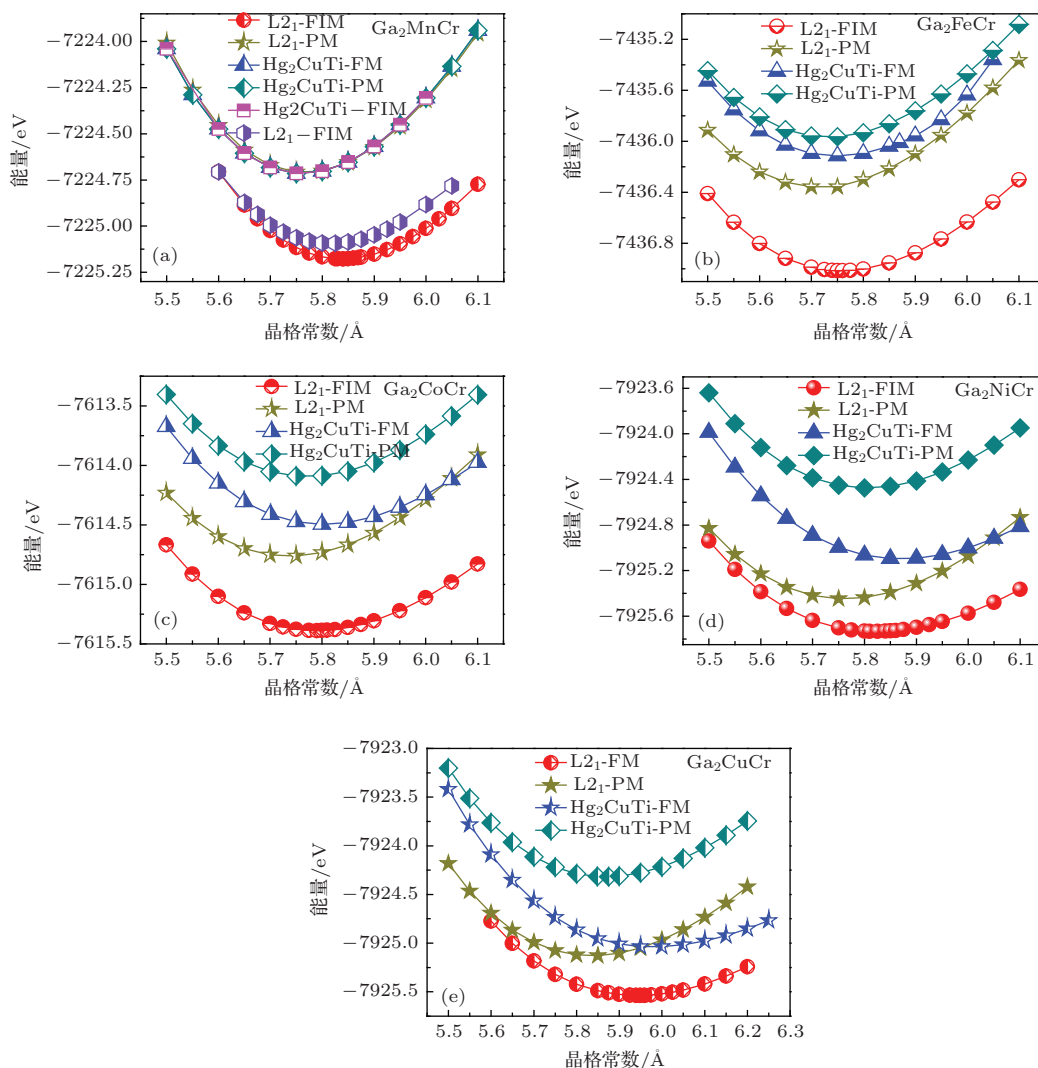 L2₁-FIM
Ga₂MnCr
L2₁-PM
Hg₂CuTi-FM
Hg₂CuTi-PM
Hg2CuTi−FIM
L2₁−FIM
−7224.00
−7224.25
−7224.50
−7224.75
−7225.00
−7225.25
能量/eV
(a)
5.5 5.6 5.7 5.8 5.9 6.0 6.1
晶格常数/Å
L2₁-FIM
Ga₂FeCr
L2₁-PM
Hg₂CuTi-FM
Hg₂CuTi-PM
−7435.2
−7435.6
−7436.0
−7436.4
−7436.8
能量/eV
(b)
5.5 5.6 5.7 5.8 5.9 6.0 6.1
晶格常数/Å
L2₁-FIM
Ga₂CoCr
L2₁-PM
Hg₂CuTi-FM
Hg₂CuTi-PM
−7613.5
−7614.0
−7614.5
−7615.0
−7615.5
能量/eV
(c)
5.5 5.6 5.7 5.8 5.9 6.0 6.1
晶格常数/Å
L2₁-FIM
Ga₂NiCr
L2₁-PM
Hg₂CuTi-FM
Hg₂CuTi-PM
−7923.6
−7924.0
−7924.4
−7924.8
−7925.2
−7925.6
能量/eV
(d)
5.5 5.6 5.7 5.8 5.9 6.0 6.1
晶格常数/Å
L2₁-FM
Ga₂CuCr
L2₁-PM
Hg₂CuTi-FM
Hg₂CuTi-PM
−7923.0
−7923.5
−7924.0
−7924.5
−7925.0
−7925.5
能量/eV
(e)
5.5 5.6 5.7 5.8 5.9 6.0 6.1 6.2 6.3
晶格常数/Å